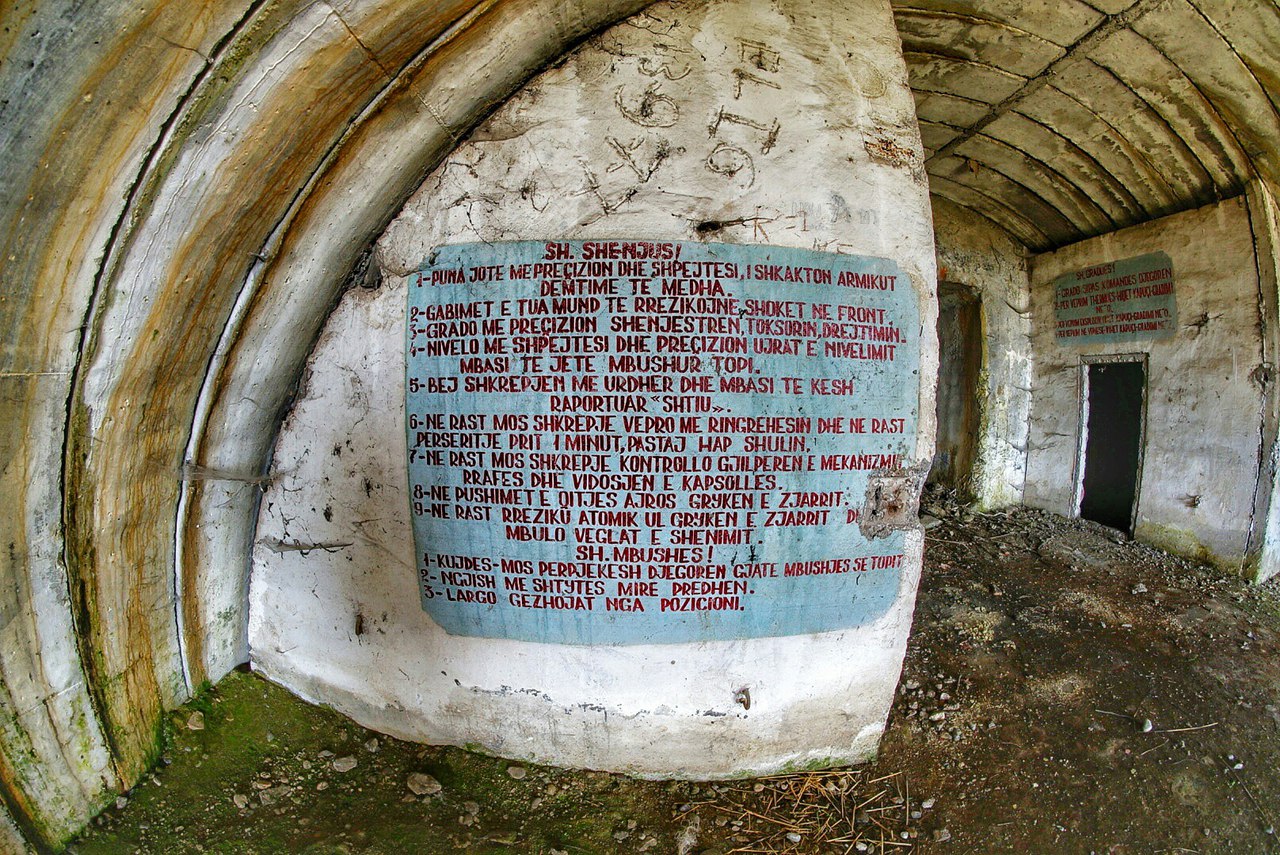 SH. SHENJUS!
1-PUNA JOTE ME PREÇIZION DHE SHPEJTESI, I SHKAKTON ARMIKUT
DEMTIME TE MEDHA.
2-GABIMET E TUA MUND TE RREZIKOJNE, SHOKET NE FRONT.
3-GRADO ME PREÇIZION SHENJESTREN, TOKSORIN, DREJTIMIN.
4-NIVELO ME SHPEJTESI DHE PREÇIZION UJRAT E NIVELIMIT
MBASI TE JETE MBUSHUR TOPI.
5-BEJ SHKREPJEN ME URDHER DHE MBASI TE KESH
RAPORTUAR "SHTIU».
6-NE RAST MOS SHKREPJE VEPRO ME RINGREHESIN DHE NE RAST
PERSERITJE PRIT 1 MINUT, PASTAJ HAP SHULIN.
7-NE RAST MOS SHKREPJE KONTROLLO GJILPEREN E MEKANIZMIT
RRAFES DHE VIDOSJEN E KAPSOLLES.
8-NE PUSHIMET E QITJES AJROS GRYKEN E ZJARRIT.
9-NE RAST RREZIKU ATOMIK UL GRYKEN E ZJARRIT
MBULO VEGLAT E SHENIMIT.
SH. MBUSHES!
1-KUJDES-MOS PERPJEKESH DJEGOREN GJATE MBUSHJES SE TOPIT
2- NGJISH ME SHTYTES MIRE PREDHEN.
3- LARGO GEZHOJAT NGA POZICIONI.
SH. GRADUES!